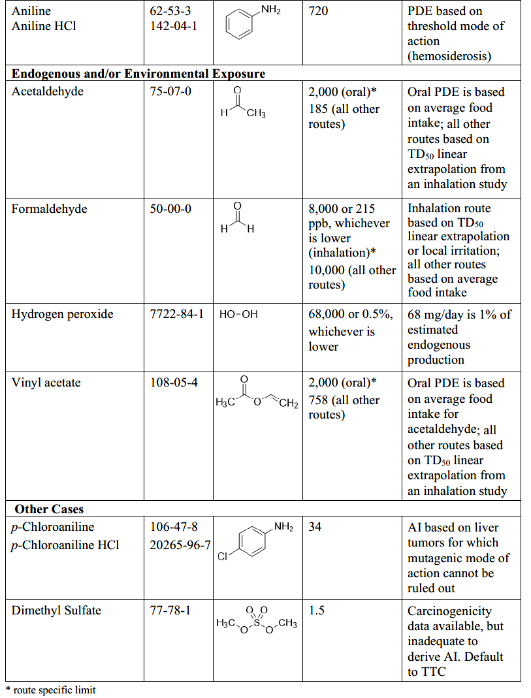 Aniline 62-53-3 NH₂ 720 PDE based on
Aniline HCl 142-04-1 threshold mode of
action
(hemosiderosis)
Endogenous and/or Environmental Exposure
Acetaldehyde 75-07-0 O H CH₃ 2,000 (oral)* Oral PDE is based
185 (all other on average food
routes) intake; all other
routes based on
TD₅₀ linear
extrapolation from
an inhalation study
Formaldehyde 50-00-0 O H H 8,000 or 215 Inhalation route
ppb, whichever based on TD₅₀
is lower linear extrapolation
(inhalation)* or local irritation;
10,000 (all other all other routes
routes) based on average
food intake
Hydrogen peroxide 7722-84-1 HO-OH 68,000 or 0.5%, 68 mg/day is 1% of
whichever is estimated
lower endogenous
production
Vinyl acetate 108-05-4 O H₃C O CH₂ 2,000 (oral)* Oral PDE is based
758 (all other on average food
routes) intake for
acetaldehyde; all
other routes based
on TD₅₀ linear
extrapolation from
an inhalation study
Other Cases
p-Chloroaniline 106-47-8 NH₂ Cl 34 AI based on liver
p-Chloroaniline HCl 20265-96-7 tumors for which
mutagenic mode of
action cannot be
ruled out
Dimethyl Sulfate 77-78-1 O O H₃C O S O CH₃ 1.5 Carcinogenicity
data available, but
inadequate to
derive AI. Default
to TTC
* route specific limit